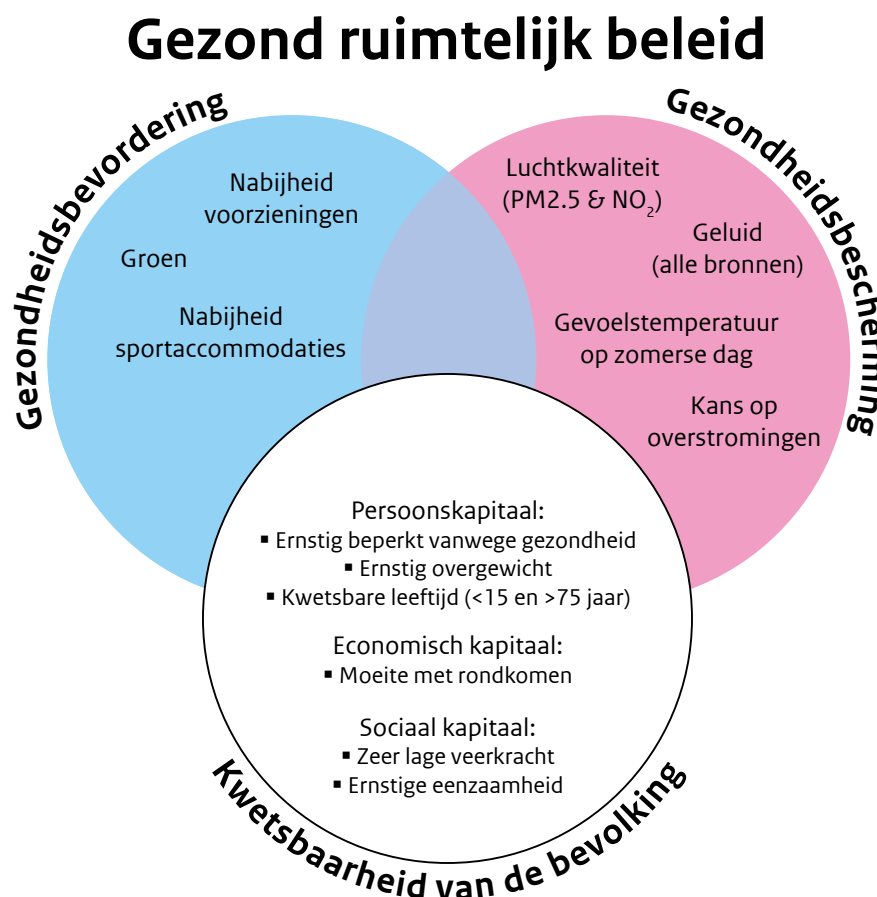 Gezond ruimtelijk beleid
Gezondheidsbevordering
Nabijheid
voorzieningen
Groen
Nabijheid
sportaccommodaties
Gezondheidsbescherming
Luchtkwaliteit
(PM2.5 & NO₂)
Geluid
(alle bronnen)
Gevoelstemperatuur
op zomerse dag
Kans op
overstromingen
Persoonskapitaal:
▪ Ernstig beperkt vanwege gezondheid
▪ Ernstig overgewicht
▪ Kwetsbare leeftijd (<15 en >75 jaar)
Economisch kapitaal:
▪ Moeite met rondkomen
Sociaal kapitaal:
▪ Zeer lage veerkracht
▪ Ernstige eenzaamheid
Kwetsbaarheid van de bevolking